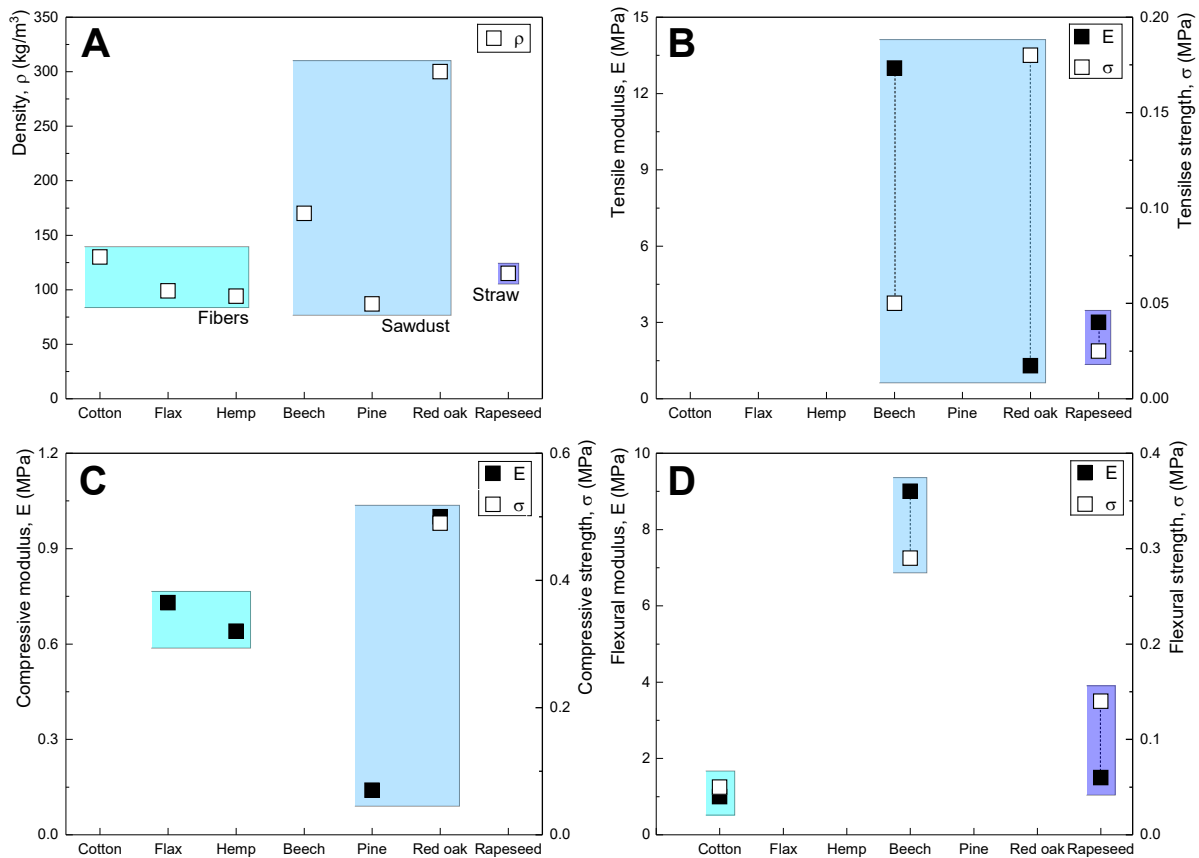 A
Density, ρ (kg/m³)
350
300
250
200
150
100
50
0
ρ
Fibers
Sawdust
Straw
Cotton
Flax
Hemp
Beech
Pine
Red oak
Rapeseed
B
Tensile modulus, E (MPa)
15
12
9
6
3
0
E
σ
0.20
0.15
0.10
0.05
0.00
Tensilse strength, σ (MPa)
Cotton
Flax
Hemp
Beech
Pine
Red oak
Rapeseed
C
Compressive modulus, E (MPa)
1.2
0.9
0.6
0.3
0.0
E
σ
0.6
0.4
0.2
0.0
Compressive strength, σ (MPa)
Cotton
Flax
Hemp
Beech
Pine
Red oak
Rapeseed
D
Flexural modulus, E (MPa)
10
8
6
4
2
0
E
σ
0.4
0.3
0.2
0.1
0.0
Flexural strength, σ (MPa)
Cotton
Flax
Hemp
Beech
Pine
Red oak
Rapeseed